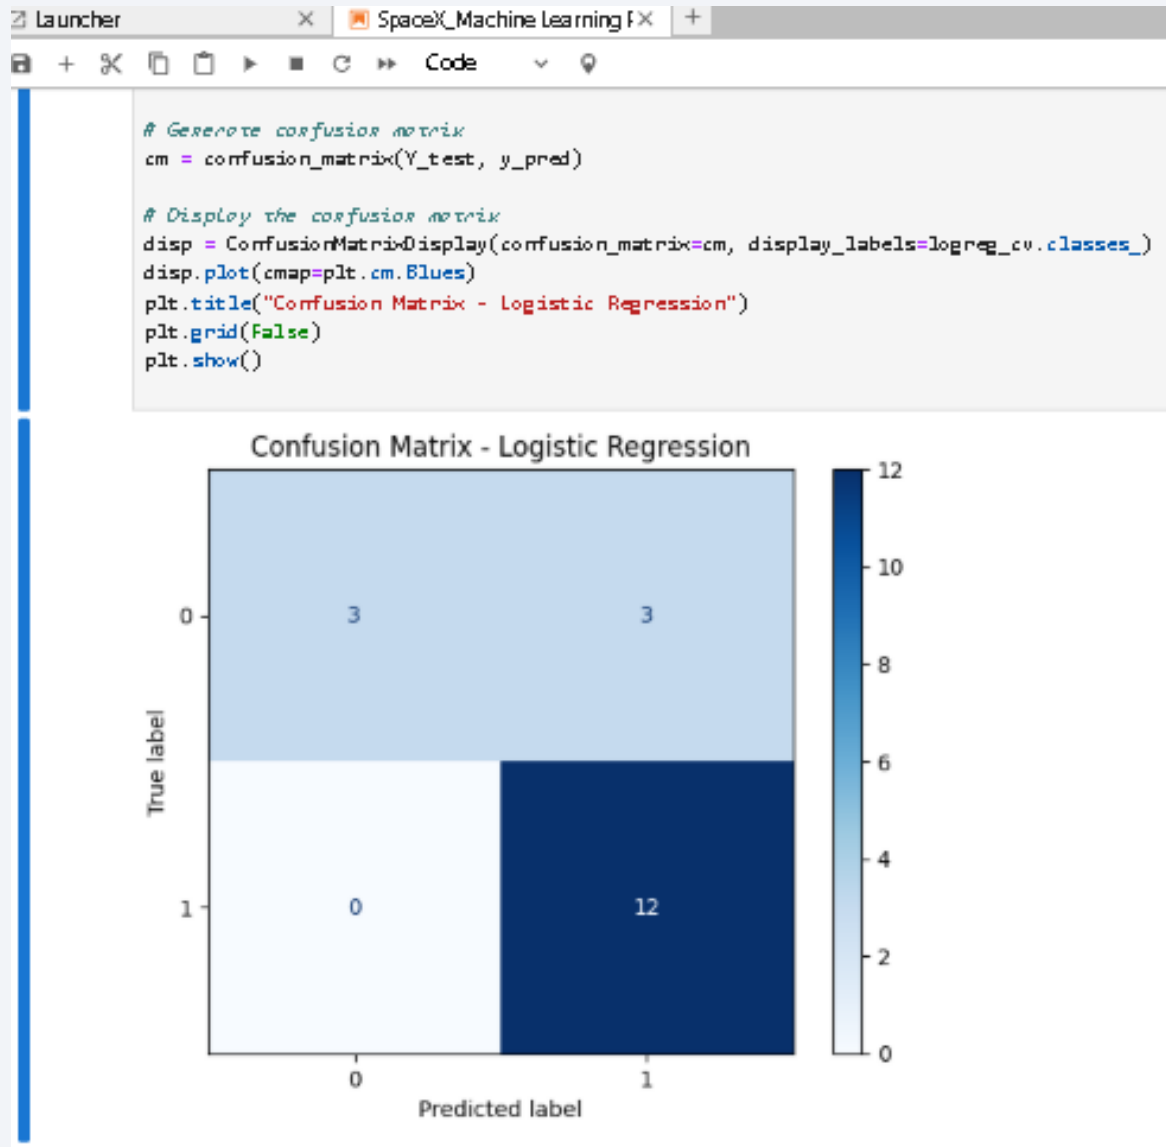 Launcher
SpaceX_Machine Learning
Code
# Generate confusion matrix
cm = confusion_matrix(Y_test, y_pred)
# Display the confusion matrix
disp = ConfusionMatrixDisplay(confusion_matrix=cm, display_labels=logreg_cv.classes_)
disp.plot(cmap=plt.cm.Blues)
plt.title("Confusion Matrix - Logistic Regression")
plt.grid(False)
plt.show()
Confusion Matrix - Logistic Regression
12
10
8
6
4
2
0
True label
0
3 3
1
0 12
0 1
Predicted label